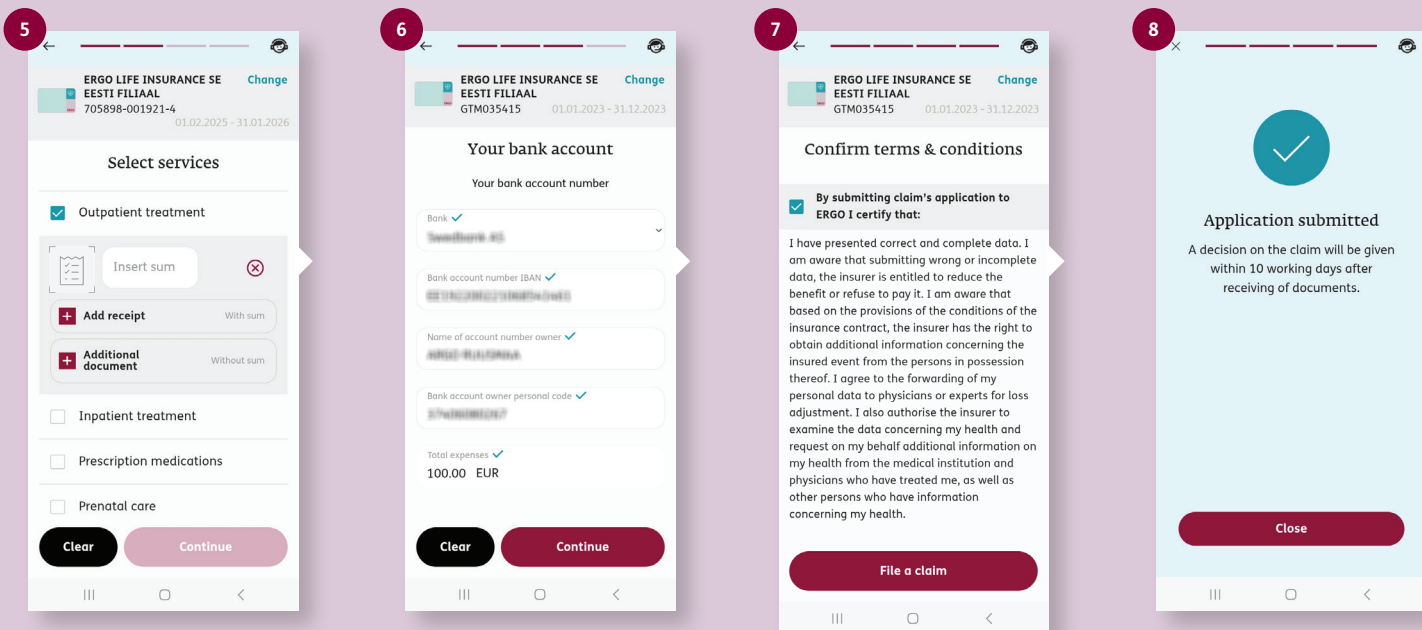 5
ERGO LIFE INSURANCE SE
EESTI FILIAAL
Change
705898-001921-4
01.02.2025 - 31.01.2026
Select services
Outpatient treatment
Insert sum
Add receipt
With sum
Additional
document
Without sum
Inpatient treatment
Prescription medications
Prenatal care
Clear
Continue
6
ERGO LIFE INSURANCE SE
EESTI FILIAAL
Change
GTM035415
01.01.2023 - 31.12.2023
Your bank account
Your bank account number
Bank
Bank account number IBAN
Name of account number owner
Bank account owner personal code
Total expenses
100.00 EUR
Clear
Continue
7
ERGO LIFE INSURANCE SE
EESTI FILIAAL
Change
GTM035415
01.01.2023 - 31.12.2023
Confirm terms & conditions
By submitting claim's application to
ERGO I certify that:
I have presented correct and complete data. I
am aware that submitting wrong or incomplete
data, the insurer is entitled to reduce the
benefit or refuse to pay it. I am aware that
based on the provisions of the conditions of the
insurance contract, the insurer has the right to
obtain additional information concerning the
insured event from the persons in possession
thereof. I agree to the forwarding of my
personal data to physicians or experts for loss
adjustment. I also authorise the insurer to
examine the data concerning my health and
request on my behalf additional information on
my health from the medical institution and
physicians who have treated me, as well as
other persons who have information
concerning my health.
File a claim
8
Application submitted
A decision on the claim will be given
within 10 working days after
receiving of documents.
Close